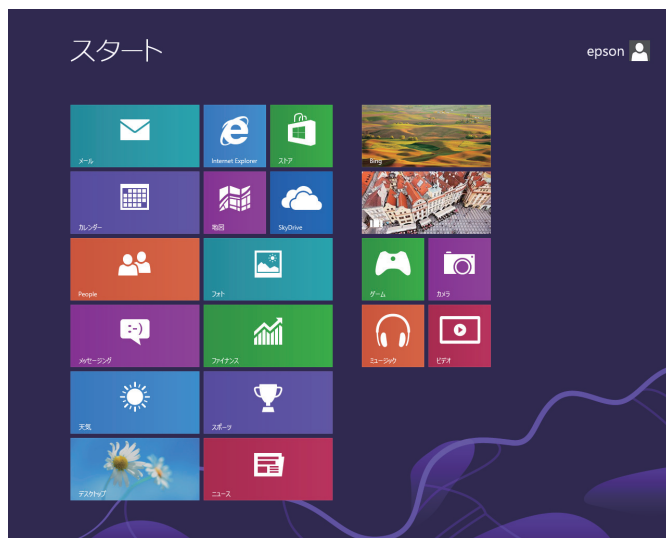 スタート
epson
メール
Internet Explorer
ストア
Bing
カレンダー
地図
SkyDrive
People
フォト
ゲーム
カメラ
メッセージング
:-)
ファイナンス
ミュージック
ビデオ
天気
スポーツ
デスクトップ
ニュース